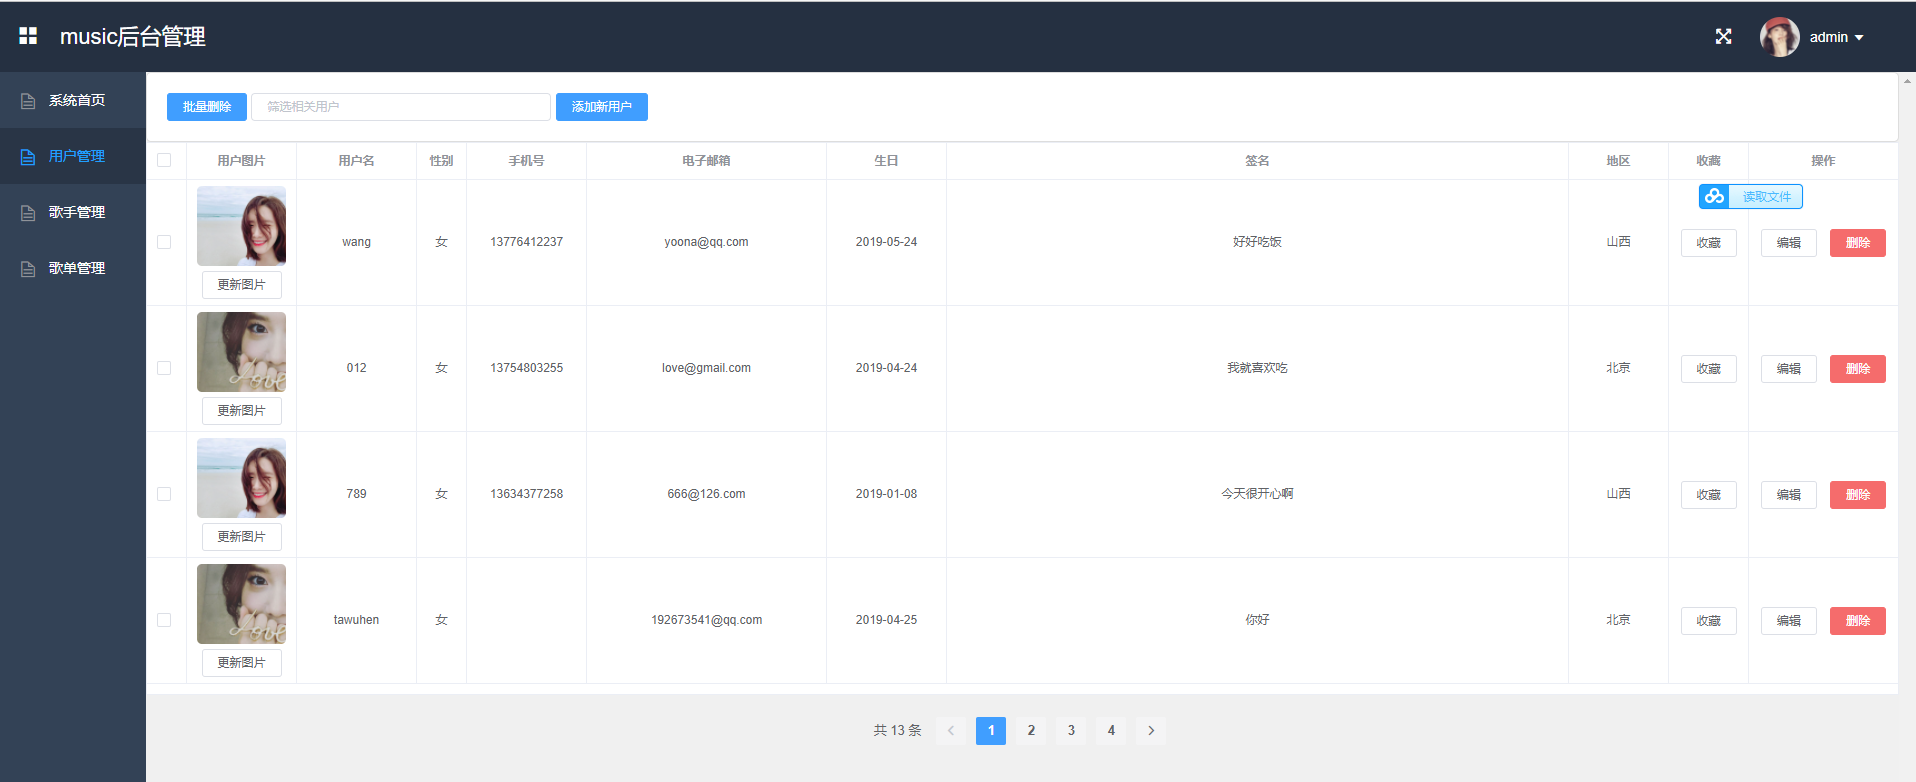 music后台管理
admin
系统首页
用户管理
歌手管理
歌单管理
批量删除 筛选相关用户 添加新用户
用户图片 用户名 性别 手机号 电子邮箱 生日 签名 地区 收藏 操作
读取文件
wang 女 13776412237 yoona@qq.com 2019-05-24 好好吃饭 山西 收藏 编辑 删除
更新图片
love
012 女 13754803255 love@gmail.com 2019-04-24 我就喜欢吃 北京 收藏 编辑 删除
更新图片
789 女 13634377258 666@126.com 2019-01-08 今天很开心啊 山西 收藏 编辑 删除
更新图片
love
tawuhen 女 192673541@qq.com 2019-04-25 你好 北京 收藏 编辑 删除
更新图片
共 13 条 1 2 3 4